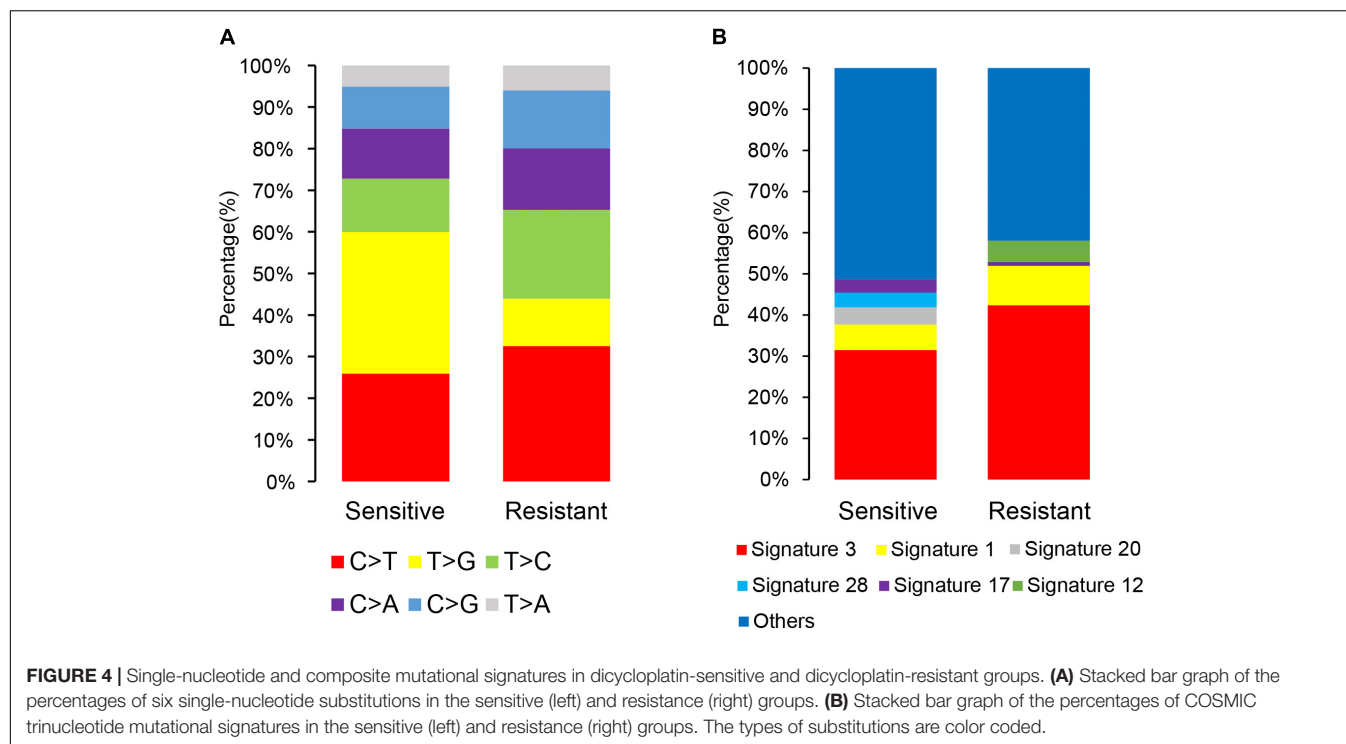 A
100%
90%
80%
70%
60%
50%
40%
30%
20%
10%
0%
Percentage(%)
Sensitive Resistant
C>T T>G T>C
C>A C>G T>A
B
100%
90%
80%
70%
60%
50%
40%
30%
20%
10%
0%
Percentage(%)
Sensitive Resistant
Signature 3 Signature 1 Signature 20
Signature 28 Signature 17 Signature 12
Others
FIGURE 4 | Single-nucleotide and composite mutational signatures in dicycloplatin-sensitive and dicycloplatin-resistant groups. (A) Stacked bar graph of the
percentages of six single-nucleotide substitutions in the sensitive (left) and resistance (right) groups. (B) Stacked bar graph of the percentages of COSMIC
trinucleotide mutational signatures in the sensitive (left) and resistance (right) groups. The types of substitutions are color coded.